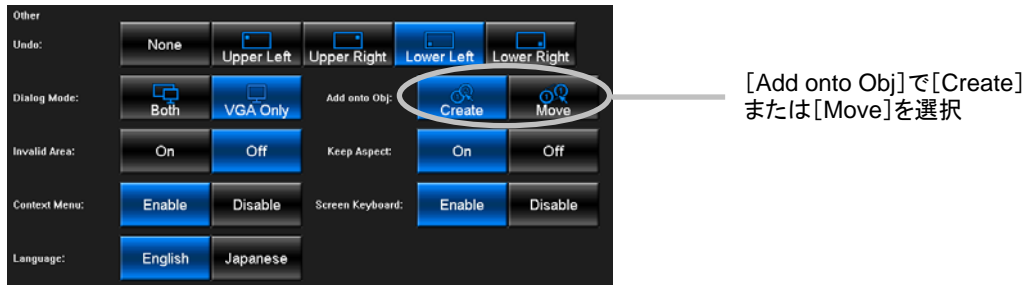 Other
Undo: None Upper Left Upper Right Lower Left Lower Right
Dialog Mode: Both VGA Only Add onto Obj: Create Move
Invalid Area: On Off Keep Aspect: On Off
Context Menu: Enable Disable Screen Keyboard: Enable Disable
Language: English Japanese
[Add onto Obj]で[Create]
または[Move]を選択